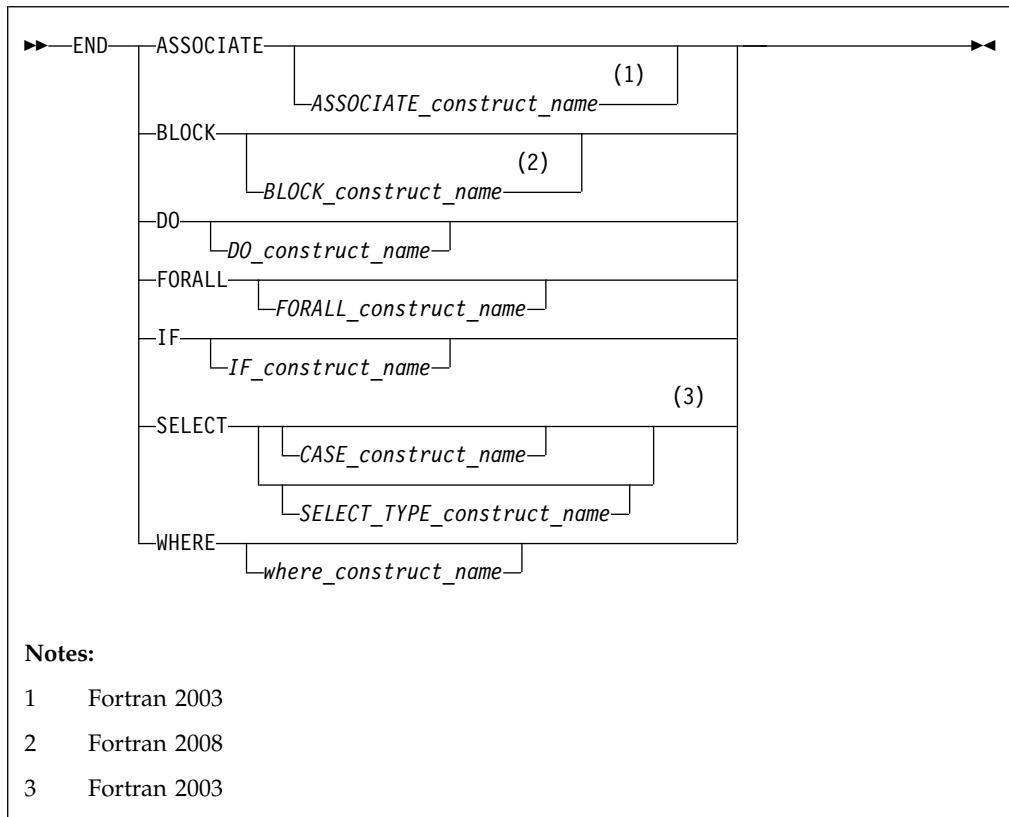 END ASSOCIATE
(1)
ASSOCIATE_construct_name
BLOCK
(2)
BLOCK_construct_name
DO
DO_construct_name
FORALL
FORALL_construct_name
IF
IF_construct_name
(3)
SELECT
CASE_construct_name
SELECT_TYPE_construct_name
WHERE
where_construct_name
Notes:
1 Fortran 2003
2 Fortran 2008
3 Fortran 2003